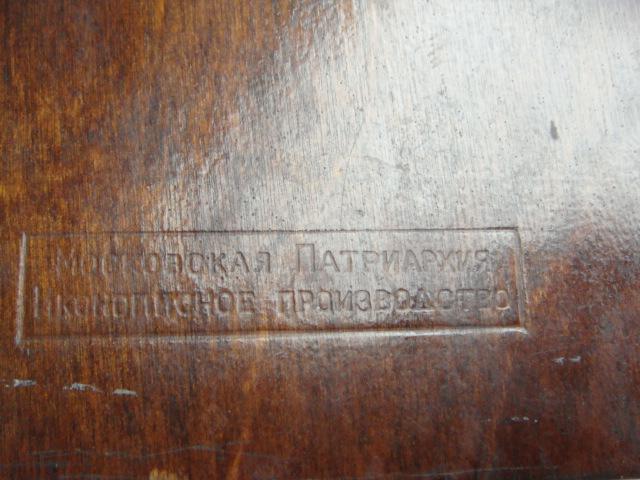 Московская Патриархия
Иконописное производство